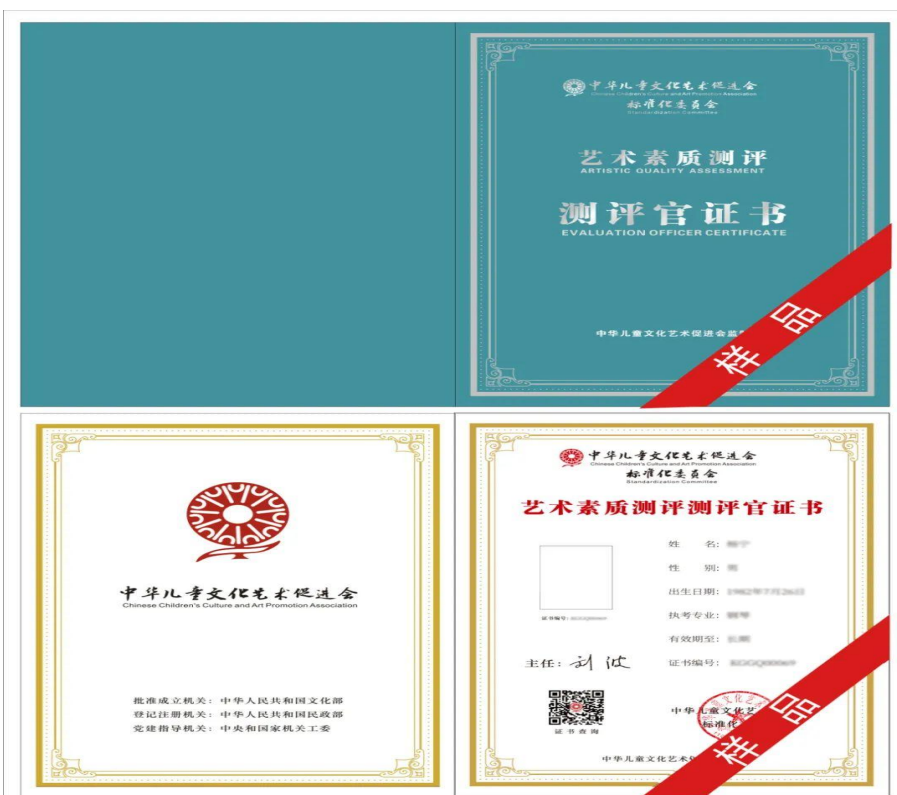 中华儿童文化艺术促进会
Chinese Children's Culture and Art Promotion Association
标准化委员会
Standardization Committee
艺术素质测评
ARTISTIC QUALITY ASSESSMENT
测评官证书
EVALUATION OFFICER CERTIFICATE
中华儿童文化艺术促进会监
样品
中华儿童文化艺术促进会
Chinese Children's Culture and Art Promotion Association
批准成立机关：中华人民共和国文化部
登记注册机关：中华人民共和国民政部
党建指导机关：中央和国家机关工委
中华儿童文化艺术促进会
Chinese Children's Culture and Art Promotion Association
标准化委员会
Standardization Committee
艺术素质测评测评官证书
姓 名：
性 别：
出生日期：
执考专业：
有效期至：
证书编号：
证书编号：
主任：刘波
证书查询
中华儿童文化艺
标准化
中华儿童文化艺术
样品